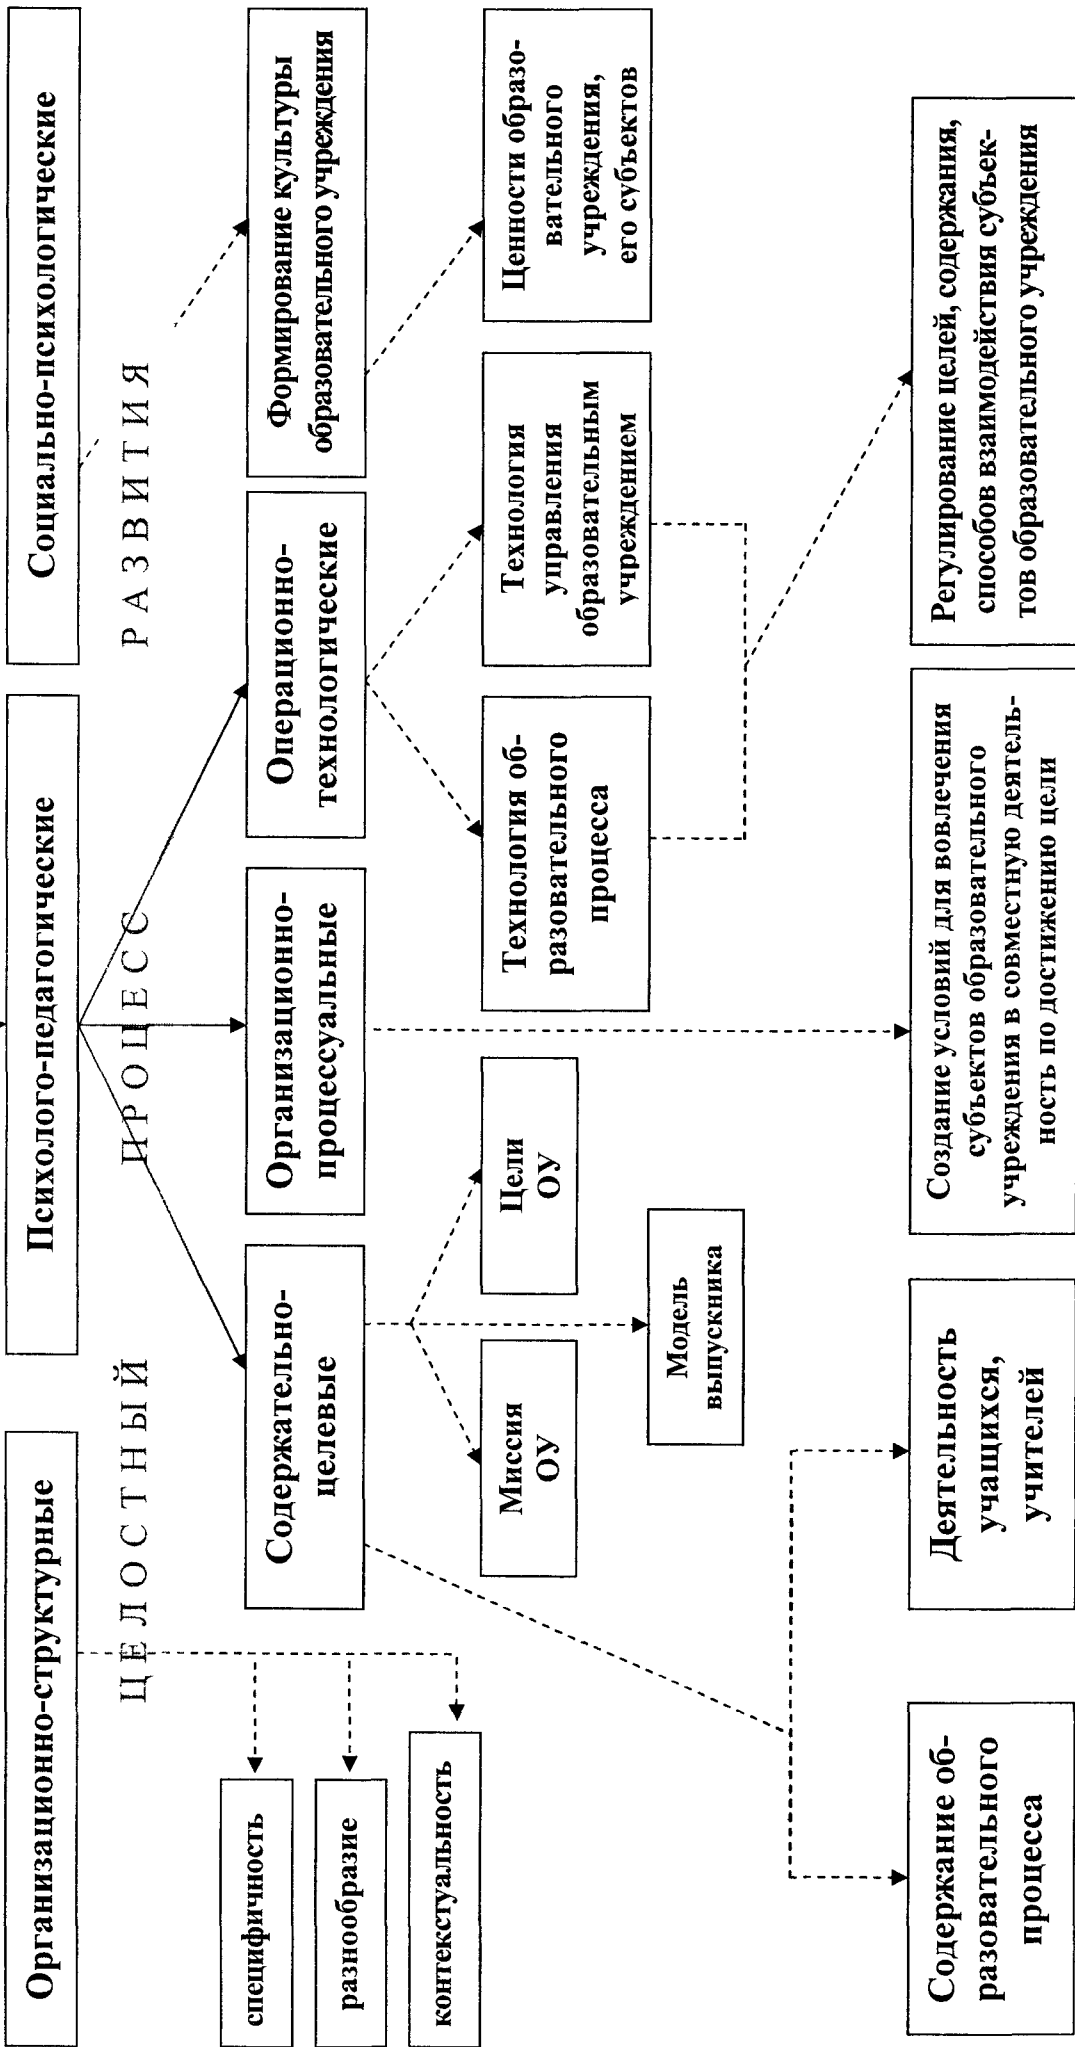 Организационно-структурные
Психолого-педагогические
Социально-психологические
ЦЕЛОСТНЫЙ ПРОЦЕСС РАЗВИТИЯ
специфичность
разнообразие
контекстуальность
Содержательно-
целевые
Организационно-
процессуальные
Операционно-
технологические
Формирование культуры
образовательного учреждения
Миссия
ОУ
Цели
ОУ
Модель
выпускника
Технология об-
разовательного
процесса
Технология
управления
образовательным
учреждением
Ценности образо-
вательного
учреждения,
его субъектов
Содержание об-
разовательного
процесса
Деятельность
учащихся,
учителей
Создание условий для вовлечения
субъектов образовательного
учреждения в совместную деятель-
ность по достижению цели
Регулирование целей, содержания,
способов взаимодействия субъек-
тов образовательного учреждения